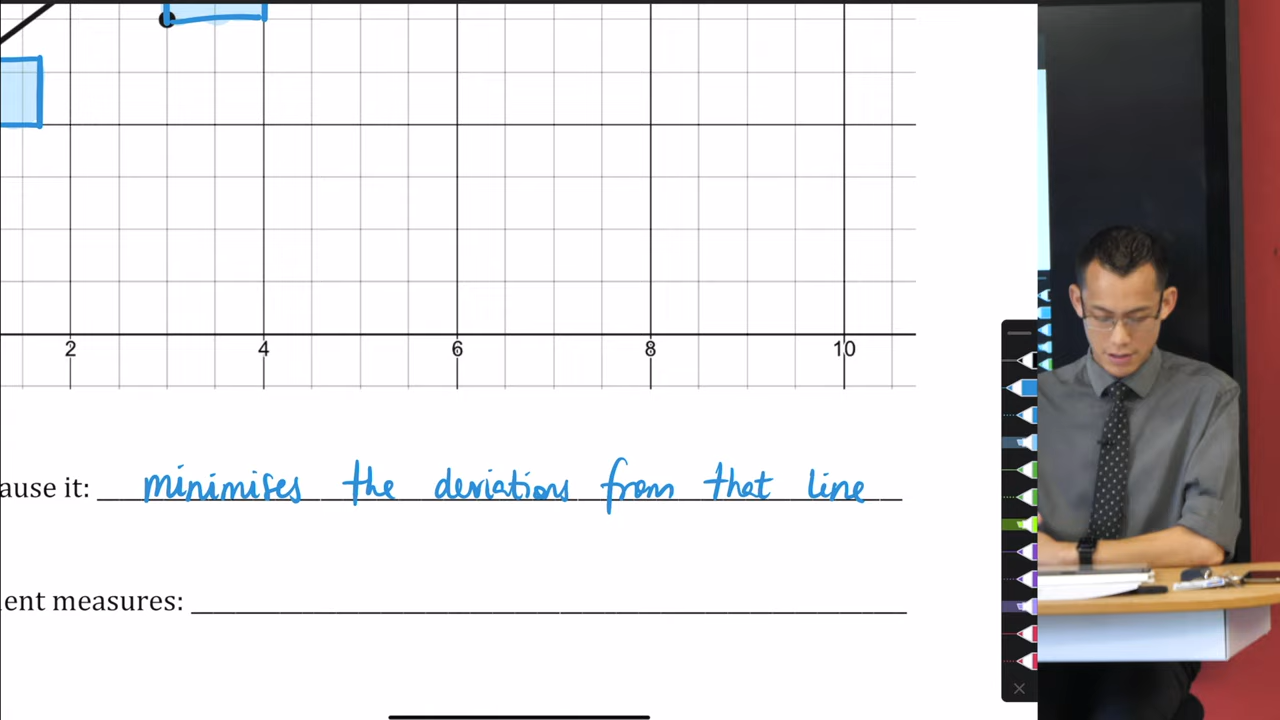 2 4 6 8 10
ause it: minimises the deviations from that line
ent measures: